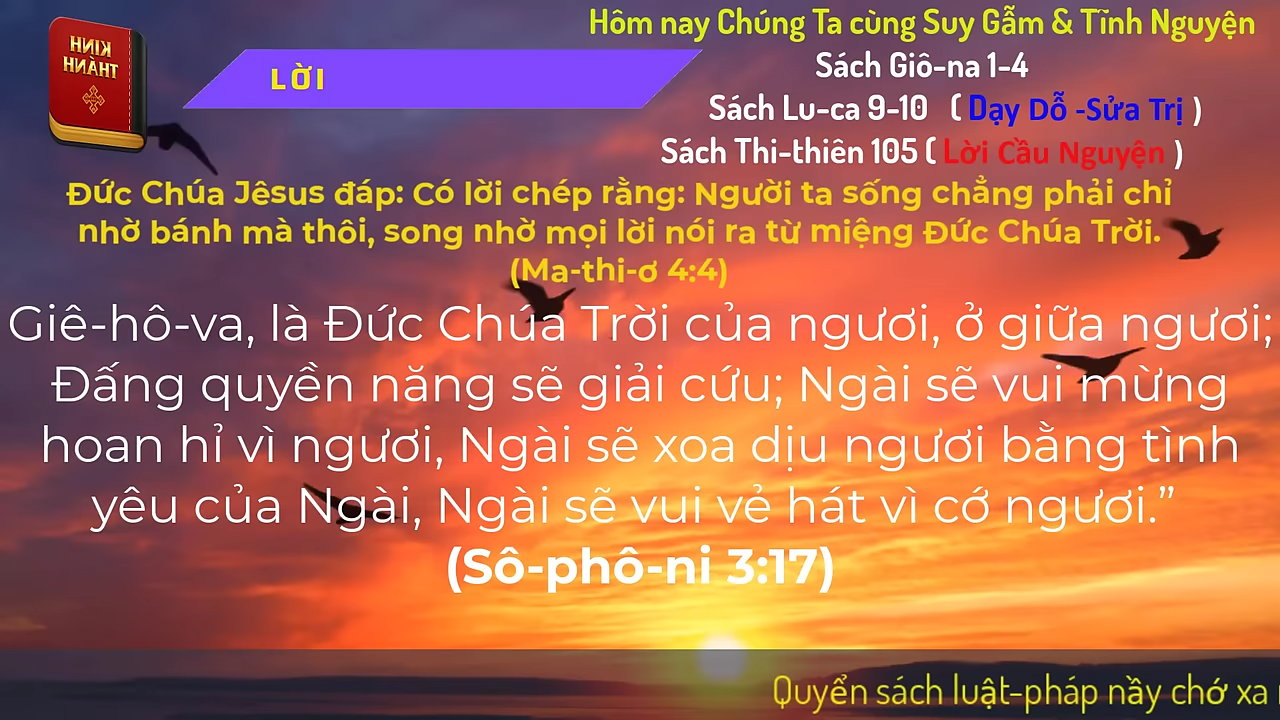 KINH
THÀNH
LỜI
Hôm nay Chúng Ta cùng Suy Gẫm & Tĩnh Nguyện
Sách Giô-na 1-4
Sách Lu-ca 9-10 ( Dạy Dỗ -Sửa Trị )
Sách Thi-thiên 105 ( Lời Cầu Nguyện )
Đức Chúa Jêsus đáp: Có lời chép rằng: Người ta sống chẳng phải chỉ
nhờ bánh mà thôi, song nhờ mọi lời nói ra từ miệng Đức Chúa Trời.
(Ma-thi-ơ 4:4)
Giê-hô-va, là Đức Chúa Trời của ngươi, ở giữa ngươi;
Đấng quyền năng sẽ giải cứu; Ngài sẽ vui mừng
hoan hỉ vì ngươi, Ngài sẽ xoa dịu ngươi bằng tình
yêu của Ngài, Ngài sẽ vui vẻ hát vì cớ ngươi.”
(Sô-phô-ni 3:17)
Quyển sách luật-pháp nầy chớ xa